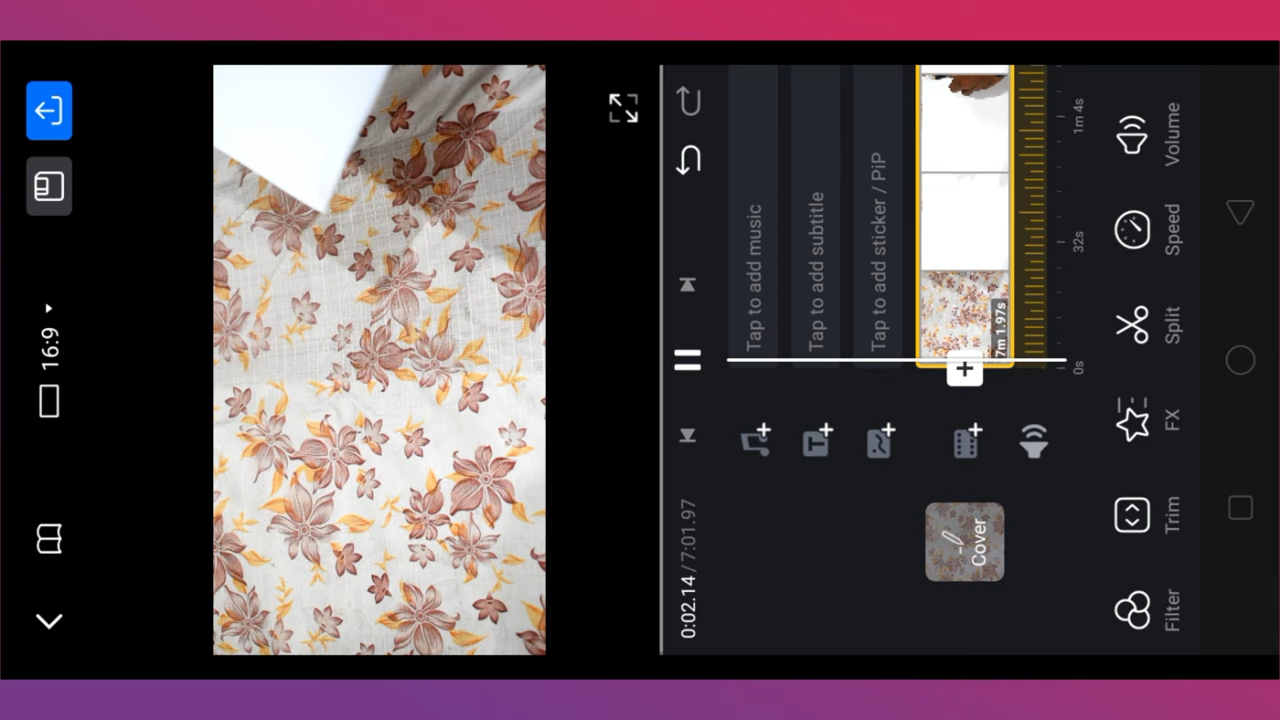 16:9
0:02.14 / 7:01.97
Tap to add music
Tap to add subtitle
Tap to add sticker / PiP
Cover
7m 1.97s
0s
32s
1m 4s
Filter
Trim
FX
Split
Speed
Volume